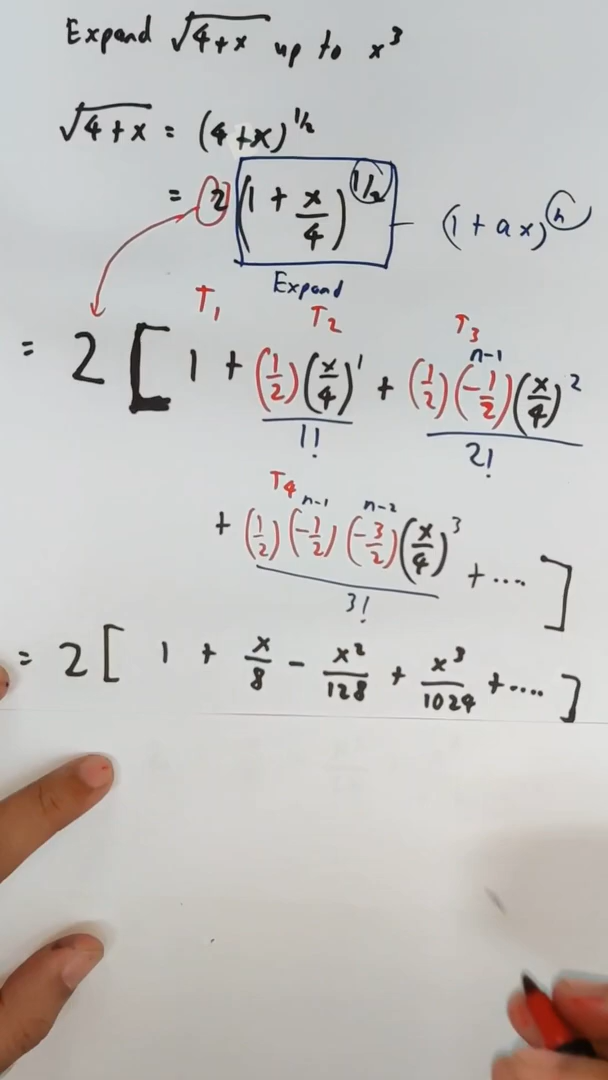 Expand √(4+x) up to x³
√(4+x) = (4+x)^1/2
= 2(1 + x/4)^1/2 — (1 + ax)^n
Expand
T₁ T₂ T₃
n-1
= 2 [ 1 + (1/2)(x/4)¹/1! + (1/2)(-1/2)(x/4)²/2!
T₄ n-1 n-2
+ (1/2)(-1/2)(-3/2)(x/4)³/3! + .... ]
= 2 [ 1 + x/8 - x²/128 + x³/1024 + .... ]